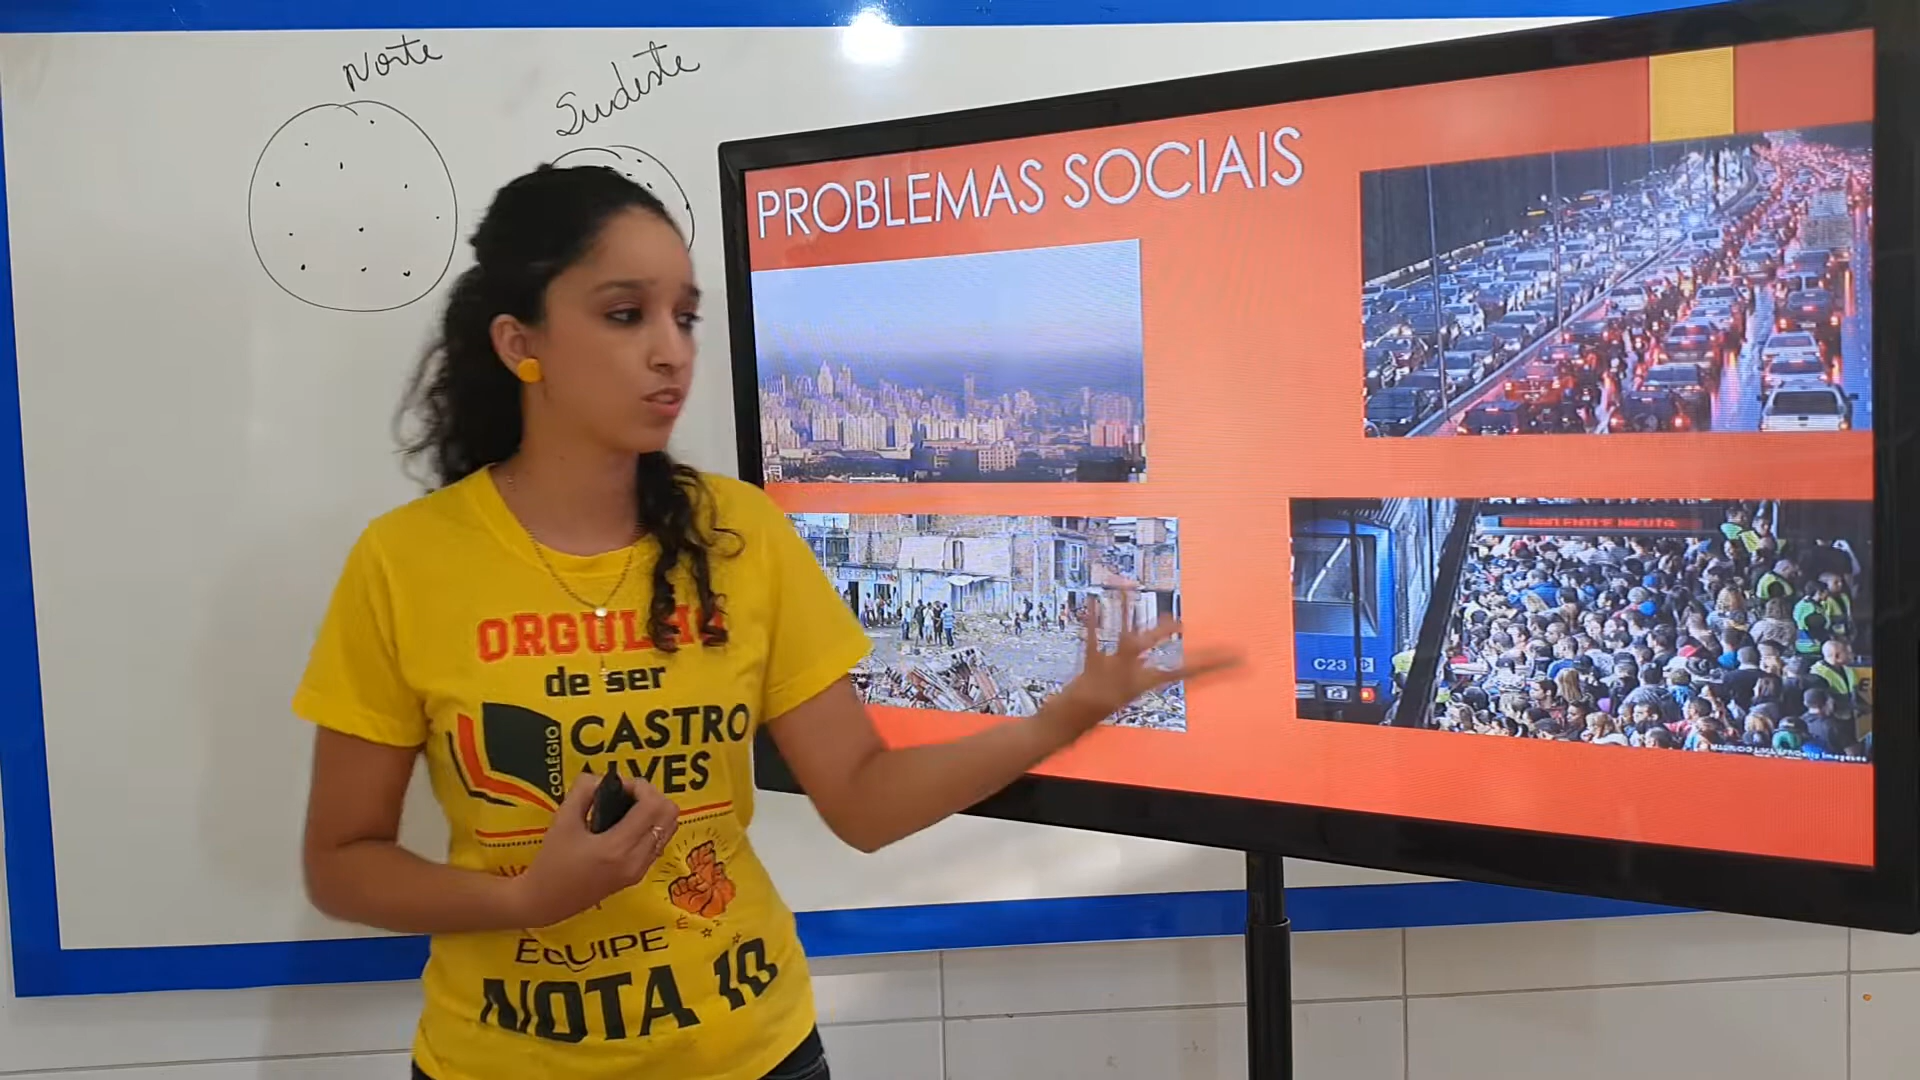 Norte
Sudeste
PROBLEMAS SOCIAIS
C23
ORGULHO
de ser
COLÉGIO
CASTRO
ALVES
É
EQUIPE
NOTA 10